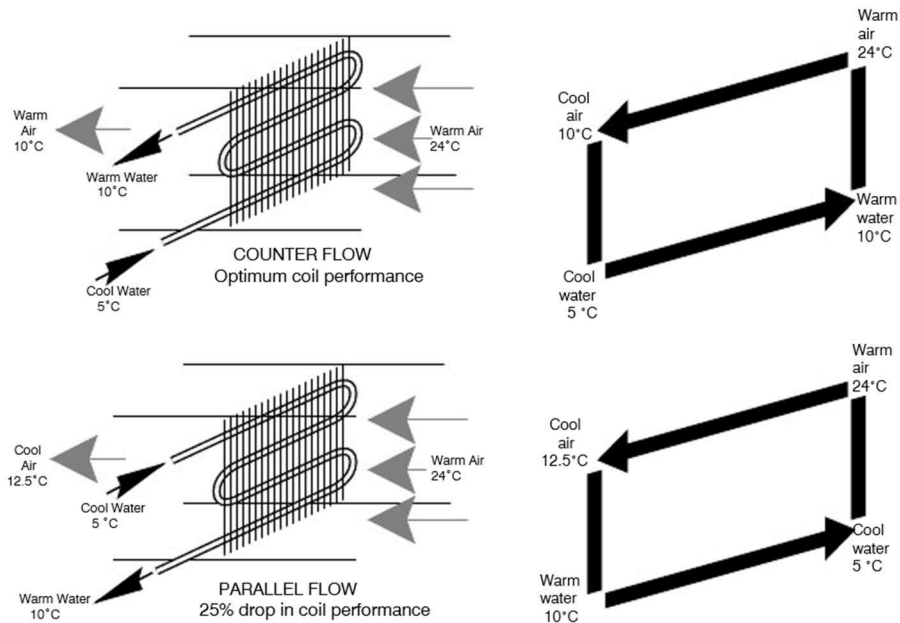 Warm
Air
10°C
Warm Water
10°C
Warm Air
24°C
Cool Water
5°C
COUNTER FLOW
Optimum coil performance
Warm
air
24°C
Cool
air
10°C
Warm
water
10°C
Cool
water
5 °C
Cool
Air
12.5°C
Cool Water
5 °C
Warm Air
24°C
Warm Water
10°C
PARALLEL FLOW
25% drop in coil performance
Warm
air
24°C
Cool
air
12.5°C
Cool
water
5 °C
Warm
water
10°C